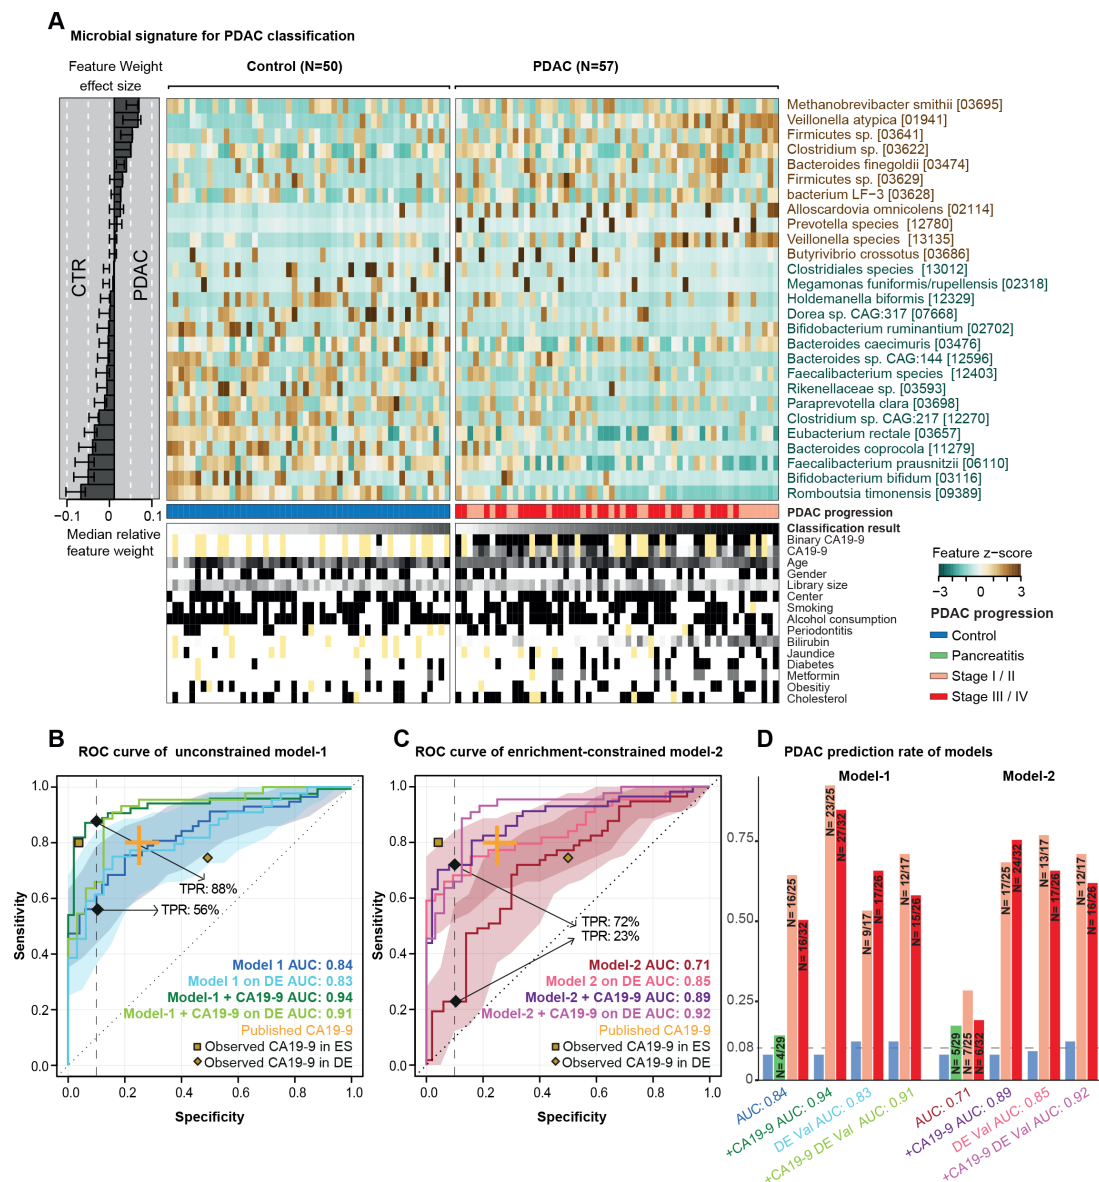 A
Microbial signature for PDAC classification
Feature Weight
effect size
Control (N=50)
PDAC (N=57)
CTR
PDAC
Methanobrevibacter smithii [03695]
Veillonella atypica [01941]
Firmicutes sp. [03641]
Clostridium sp. [03622]
Bacteroides finegoldii [03474]
Firmicutes sp. [03629]
bacterium LF−3 [03628]
Alloscardovia omnicolens [02114]
Prevotella species [12780]
Veillonella species [13135]
Butyrivibrio crossotus [03686]
Clostridiales species [13012]
Megamonas funiformis/rupellensis [02318]
Holdemanella biformis [12329]
Dorea sp. CAG:317 [07668]
Bifidobacterium ruminantium [02702]
Bacteroides caecimuris [03476]
Bacteroides sp. CAG:144 [12596]
Faecalibacterium species [12403]
Rikenellaceae sp. [03593]
Paraprevotella clara [03698]
Clostridium sp. CAG:217 [12270]
Eubacterium rectale [03657]
Bacteroides coprocola [11279]
Faecalibacterium prausnitzii [06110]
Bifidobacterium bifidum [03116]
Romboutsia timonensis [09389]
−0.1 0 0.1
Median relative
feature weight
PDAC progression
Classification result
Binary CA19-9
CA19-9
Age
Gender
Library size
Center
Smoking
Alcohol consumption
Periodontitis
Bilirubin
Jaundice
Diabetes
Metformin
Obesitiy
Cholesterol
Feature z−score
−3 0 3
PDAC progression
Control
Pancreatitis
Stage I / II
Stage III / IV
B
ROC curve of unconstrained model-1
Sensitivity
1.0
0.8
0.6
0.4
0.2
0.0
TPR: 88%
TPR: 56%
Model 1 AUC: 0.84
Model 1 on DE AUC: 0.83
Model-1 + CA19-9 AUC: 0.94
Model-1 + CA19-9 on DE AUC: 0.91
Published CA19-9
Observed CA19-9 in ES
Observed CA19-9 in DE
0.0 0.2 0.4 0.6 0.8 1.0
Specificity
C
ROC curve of enrichment-constrained model-2
Sensitivity
1.0
0.8
0.6
0.4
0.2
0.0
TPR: 72%
TPR: 23%
Model-2 AUC: 0.71
Model 2 on DE AUC: 0.85
Model-2 + CA19-9 AUC: 0.89
Model-2 + CA19-9 on DE AUC: 0.92
Published CA19-9
Observed CA19-9 in ES
Observed CA19-9 in DE
0.0 0.2 0.4 0.6 0.8 1.0
Specificity
D
PDAC prediction rate of models
Model-1
Model-2
0.75
0.50
0.25
0.08
0
N= 4/29
N= 16/25
N= 16/32
N= 23/25
N= 27/32
N= 9/17
N= 17/26
N= 12/17
N= 15/26
N= 5/29
N= 7/25
N= 6/32
N= 17/25
N= 24/32
N= 13/17
N= 17/26
N= 12/17
N= 16/26
AUC: 0.84
+CA19-9 AUC: 0.94
DE Val AUC: 0.83
+CA19-9 DE Val AUC: 0.91
AUC: 0.71
+CA19-9 AUC: 0.89
DE Val AUC: 0.85
+CA19-9 DE Val AUC: 0.92